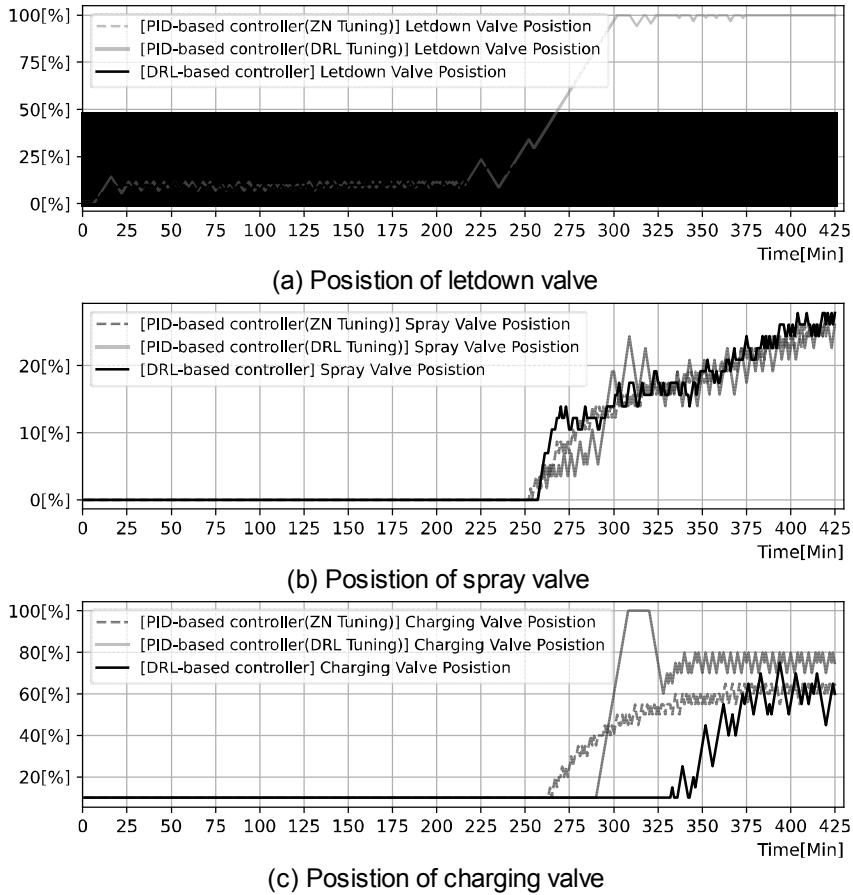 100[%]
75[%]
50[%]
25[%]
0[%]
[PID-based controller(ZN Tuning)] Letdown Valve Posistion
[PID-based controller(DRL Tuning)] Letdown Valve Posistion
[DRL-based controller] Letdown Valve Posistion
0 25 50 75 100 125 150 175 200 225 250 275 300 325 350 375 400 425
Time[Min]
(a) Posistion of letdown valve
20[%]
10[%]
0[%]
[PID-based controller(ZN Tuning)] Spray Valve Posistion
[PID-based controller(DRL Tuning)] Spray Valve Posistion
[DRL-based controller] Spray Valve Posistion
0 25 50 75 100 125 150 175 200 225 250 275 300 325 350 375 400 425
Time[Min]
(b) Posistion of spray valve
100[%]
80[%]
60[%]
40[%]
20[%]
[PID-based controller(ZN Tuning)] Charging Valve Posistion
[PID-based controller(DRL Tuning)] Charging Valve Posistion
[DRL-based controller] Charging Valve Posistion
0 25 50 75 100 125 150 175 200 225 250 275 300 325 350 375 400 425
Time[Min]
(c) Posistion of charging valve